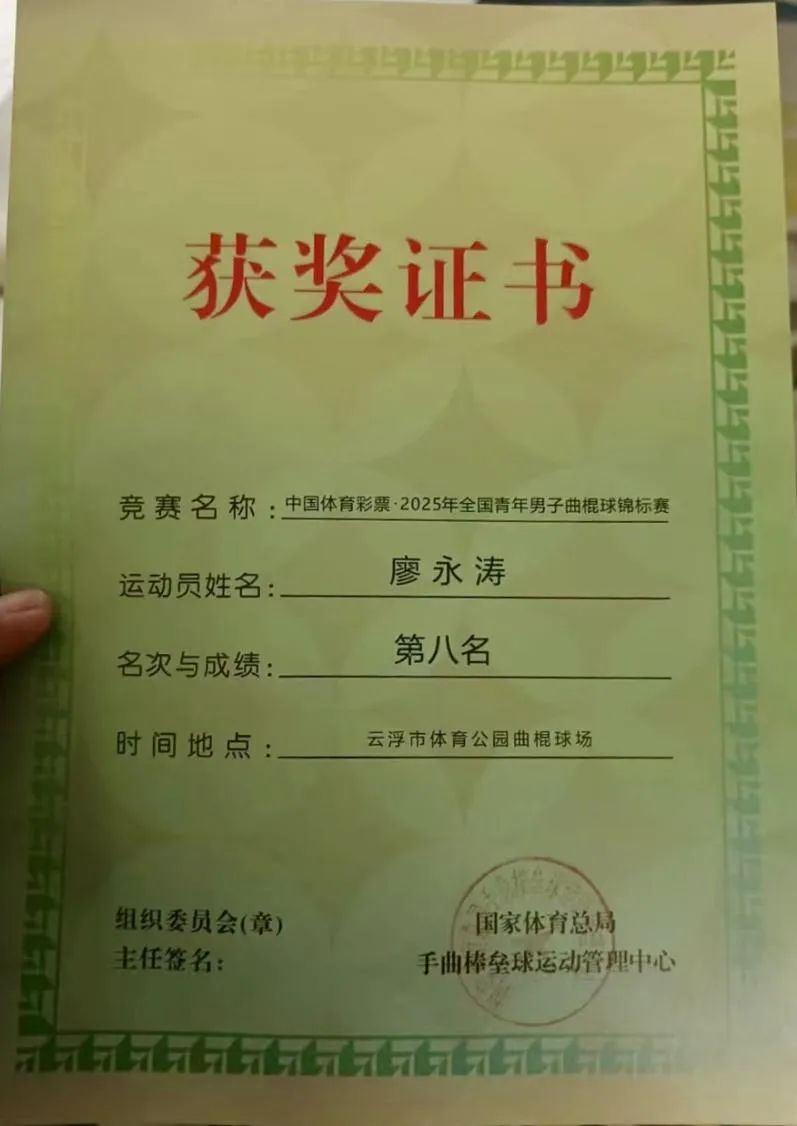 获奖证书
竞赛名称:中国体育彩票·2025年全国青年男子曲棍球锦标赛
运动员姓名:廖永涛
名次与成绩:第八名
时间地点:云浮市体育公园曲棍球场
组织委员会(章)
主任签名:
国家体育总局
手曲棒垒球运动管理中心